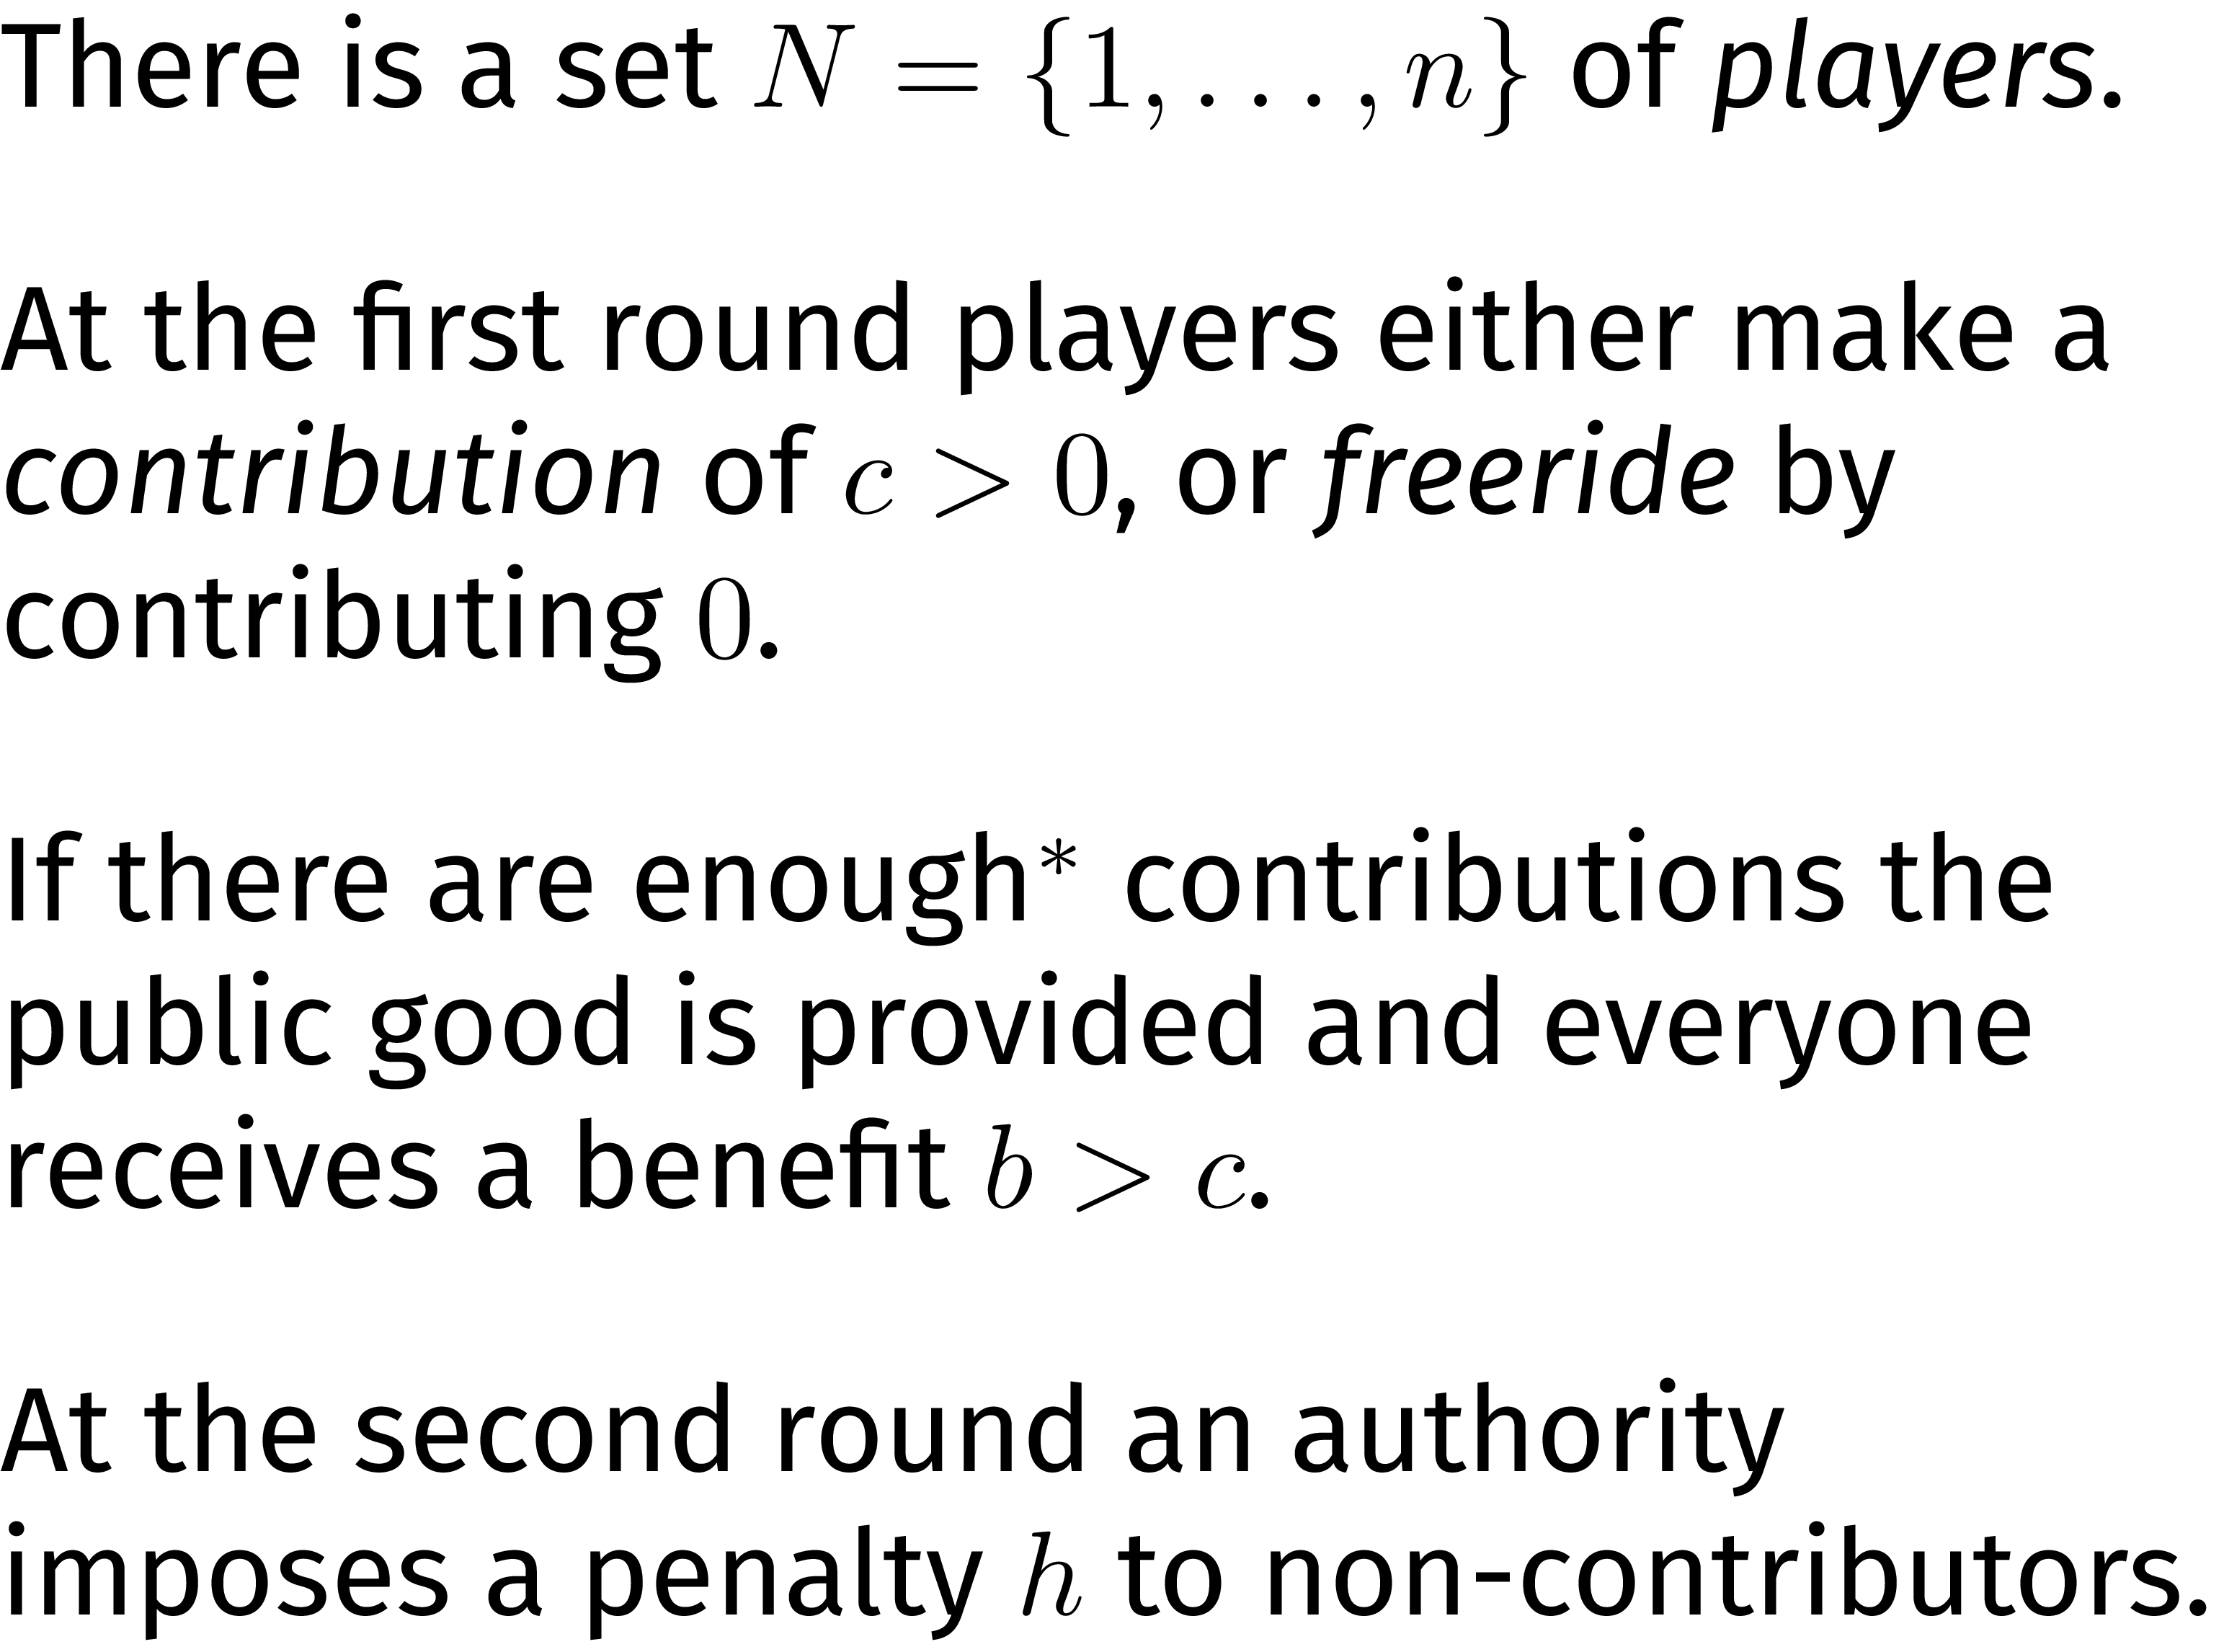 There is a set N = {1, . . . , n} of players.
At the first round players either make a
contribution of c > 0, or freeride by
contributing 0.
If there are enough* contributions the
public good is provided and everyone
receives a benefit b > c.
At the second round an authority
imposes a penalty h to non-contributors.